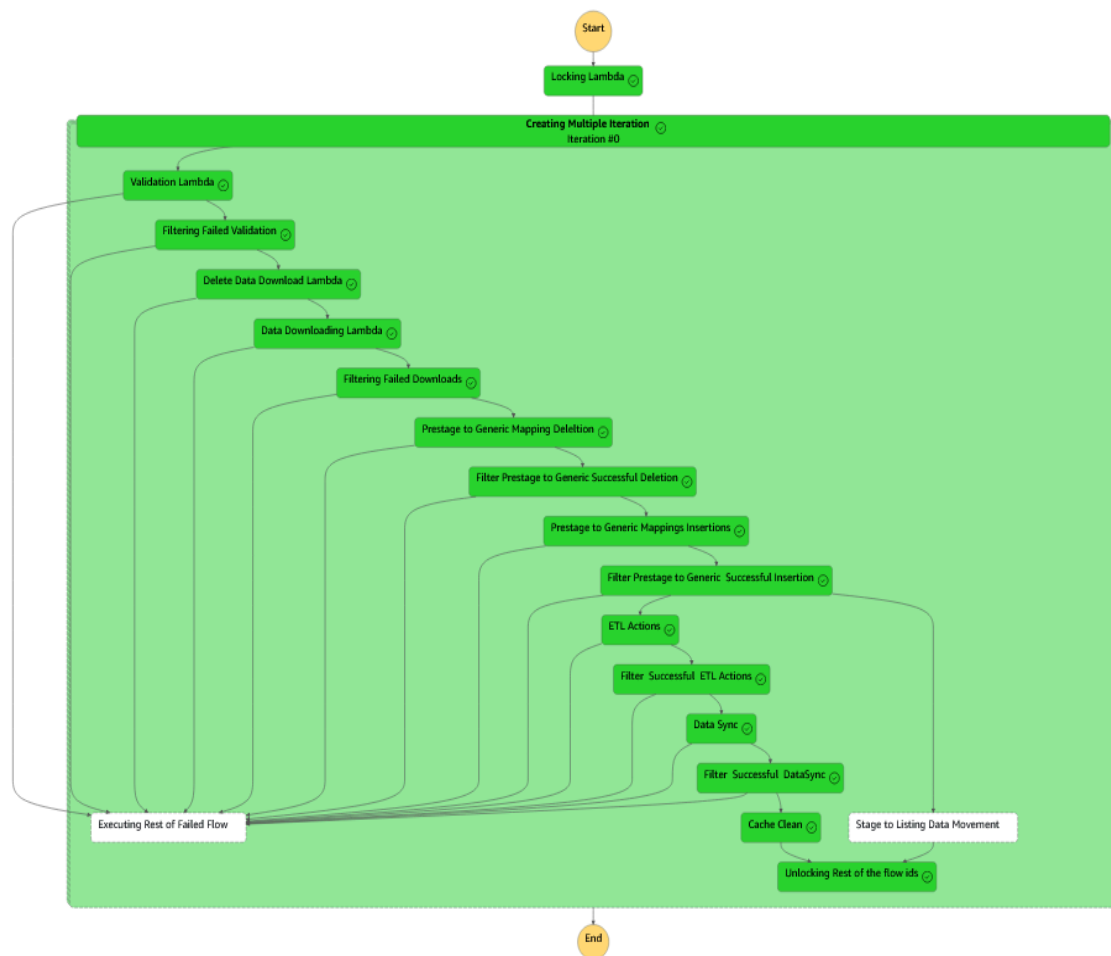 Start
Locking Lambda
Creating Multiple Iteration
Iteration #0
Validation Lambda
Filtering Failed Validation
Delete Data Download Lambda
Data Downloading Lambda
Filtering Failed Downloads
Prestage to Generic Mapping Deleltion
Filter Prestage to Generic Successful Deletion
Prestage to Generic Mappings Insertions
Filter Prestage to Generic Successful Insertion
ETL Actions
Filter Successful ETL Actions
Data Sync
Filter Successful DataSync
Executing Rest of Failed Flow
Cache Clean
Stage to Listing Data Movement
Unlocking Rest of the flow ids
End